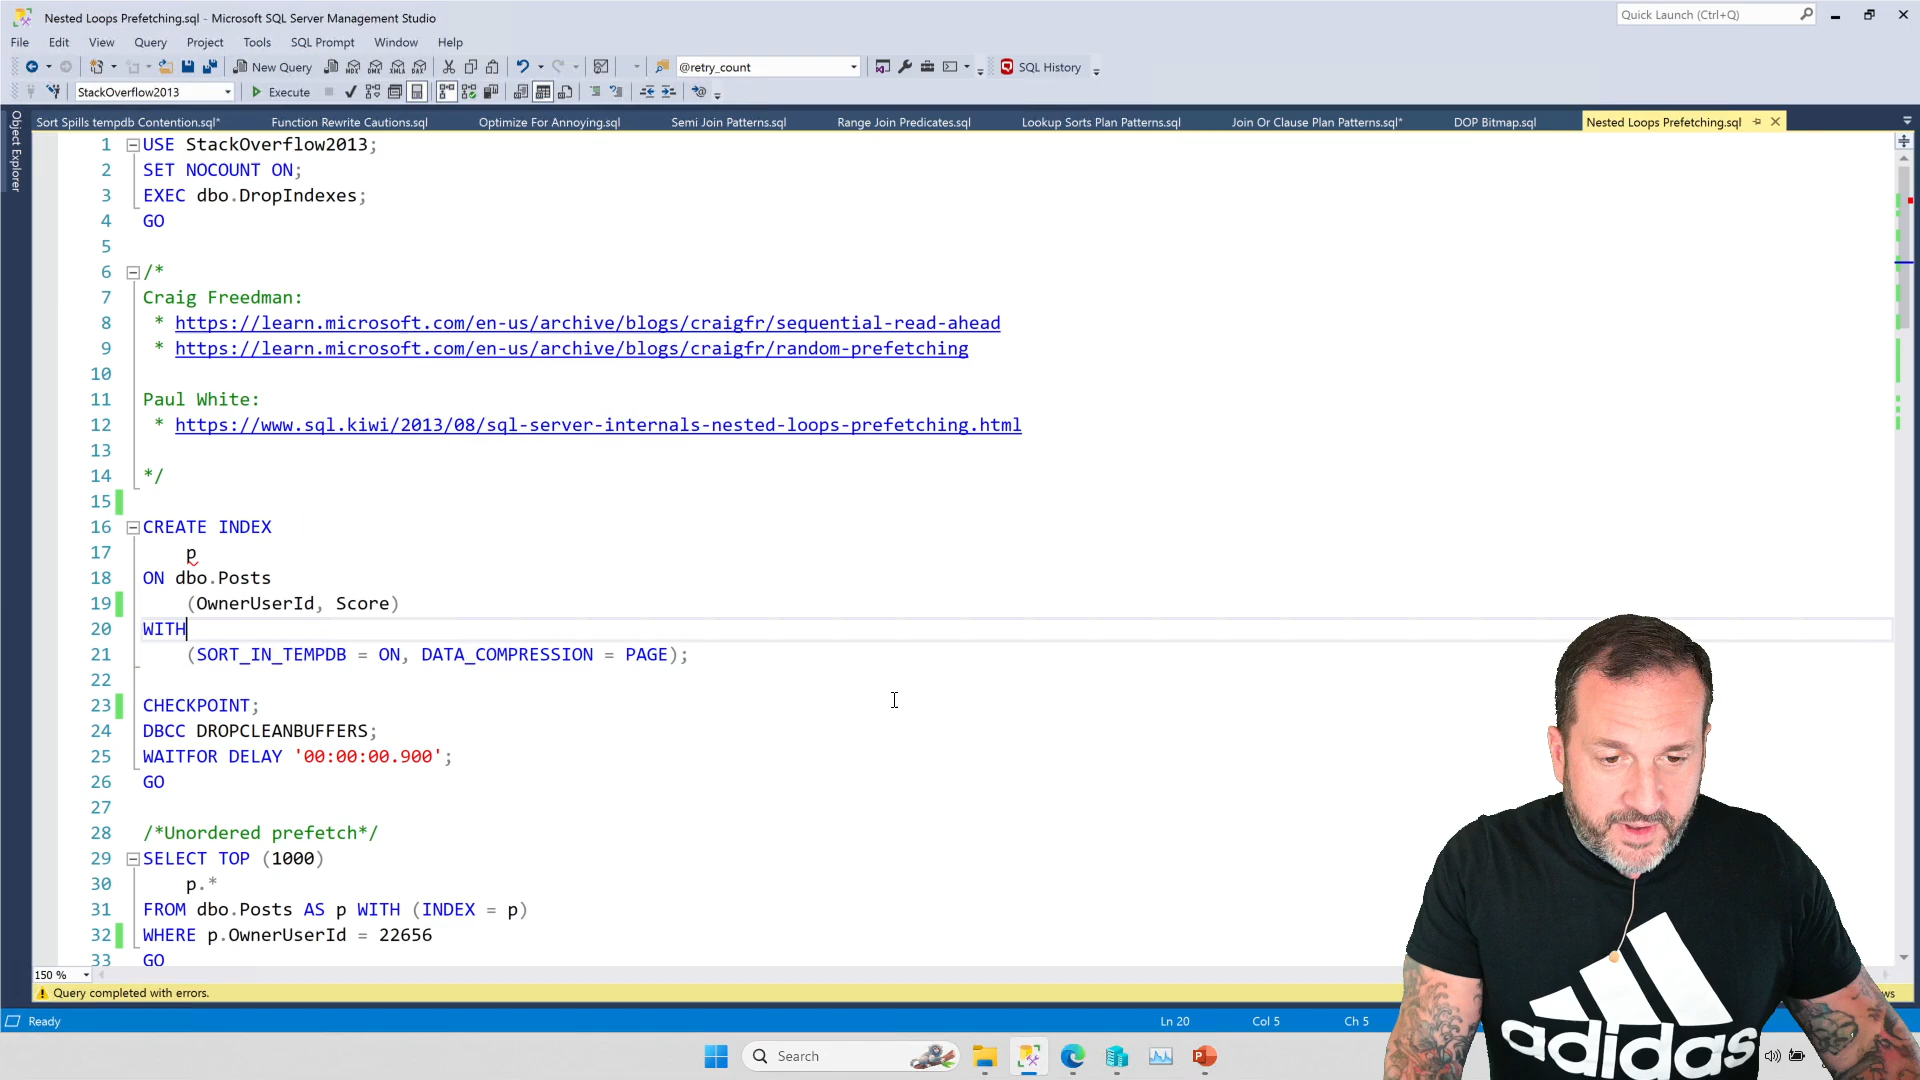 Nested Loops Prefetching.sql - Microsoft SQL Server Management Studio
Quick Launch (Ctrl+Q)
File Edit View Query Project Tools SQL Prompt Window Help
New Query
@retry_count
SQL History
StackOverflow2013
Execute
Sort Spills tempdb Contention.sql*
Function Rewrite Cautions.sql
Optimize For Annoying.sql
Semi Join Patterns.sql
Range Join Predicates.sql
Lookup Sorts Plan Patterns.sql
Join Or Clause Plan Patterns.sql*
DOP Bitmap.sql
Nested Loops Prefetching.sql
Object Explorer
1 USE StackOverflow2013;
2 SET NOCOUNT ON;
3 EXEC dbo.DropIndexes;
4 GO
5
6 /*
7 Craig Freedman:
8 * https://learn.microsoft.com/en-us/archive/blogs/craigfr/sequential-read-ahead
9 * https://learn.microsoft.com/en-us/archive/blogs/craigfr/random-prefetching
10
11 Paul White:
12 * https://www.sql.kiwi/2013/08/sql-server-internals-nested-loops-prefetching.html
13
14 */
15
16 CREATE INDEX
17 p
18 ON dbo.Posts
19 (OwnerUserId, Score)
20 WITH
21 (SORT_IN_TEMPDB = ON, DATA_COMPRESSION = PAGE);
22
23 CHECKPOINT;
24 DBCC DROPCLEANBUFFERS;
25 WAITFOR DELAY '00:00:00.900';
26 GO
27
28 /*Unordered prefetch*/
29 SELECT TOP (1000)
30 p.*
31 FROM dbo.Posts AS p WITH (INDEX = p)
32 WHERE p.OwnerUserId = 22656
33 GO
150 %
Query completed with errors.
Ready
Ln 20
Col 5
Ch 5
Search
adidas